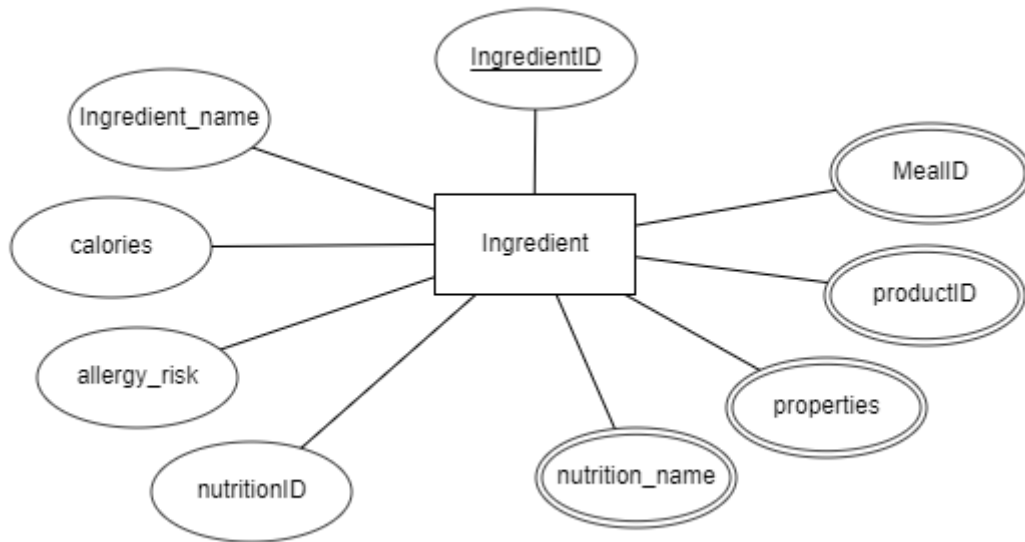 IngredientID
Ingredient_name
MealID
calories
Ingredient
productID
allergy_risk
properties
nutritionID
nutrition_name